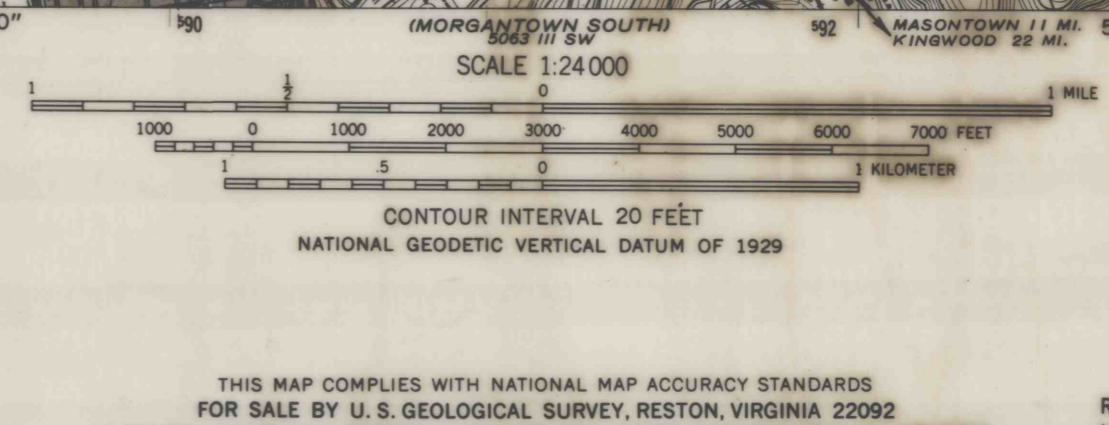 0" 590 (MORGANTOWN SOUTH) 592 MASONTOWN 11 MI. 5
5063 III SW KINGWOOD 22 MI.
SCALE 1:24 000
1 1/2 0 1 MILE
1000 0 1000 2000 3000 4000 5000 6000 7000 FEET
1 .5 0 1 KILOMETER
CONTOUR INTERVAL 20 FEET
NATIONAL GEODETIC VERTICAL DATUM OF 1929
THIS MAP COMPLIES WITH NATIONAL MAP ACCURACY STANDARDS
FOR SALE BY U. S. GEOLOGICAL SURVEY, RESTON, VIRGINIA 22092
R